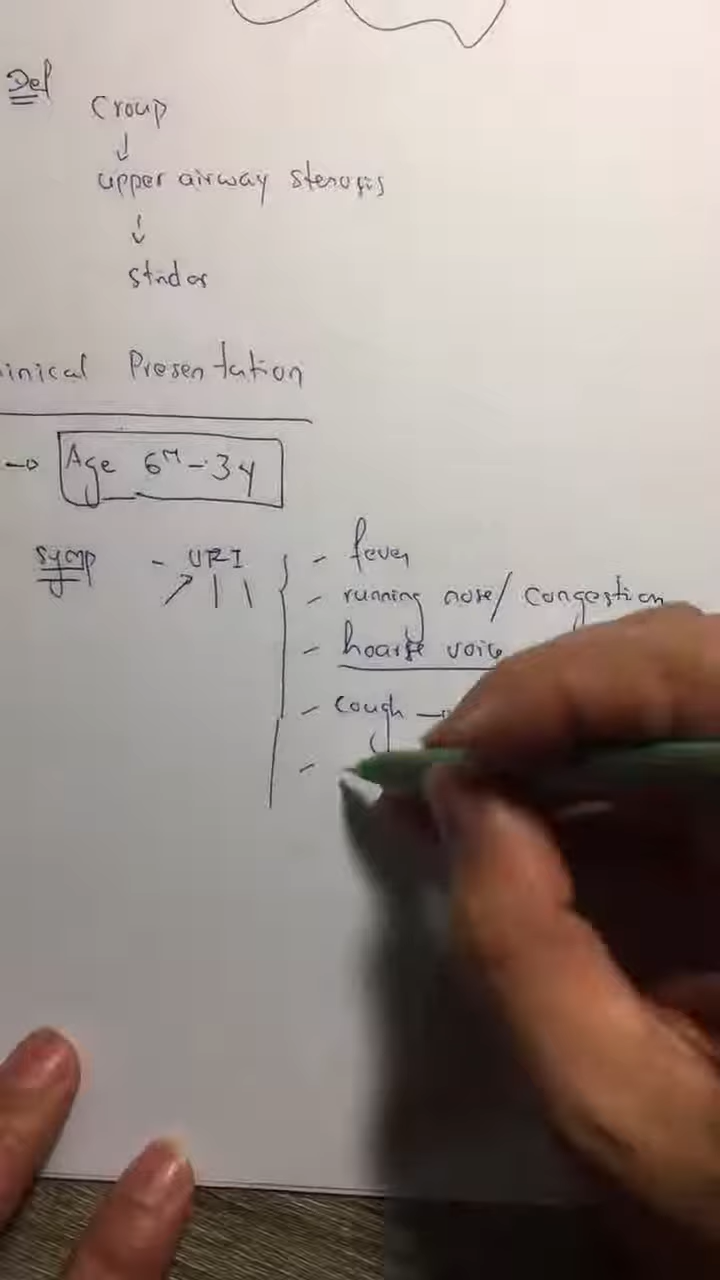 Def
Croup
↓
upper airway stenosis
↓
stridor
inical Presentation
→ Age 6M - 3y
Symp - URI - fever
- running nose/ congestion
- hoarse voice
- cough →
-